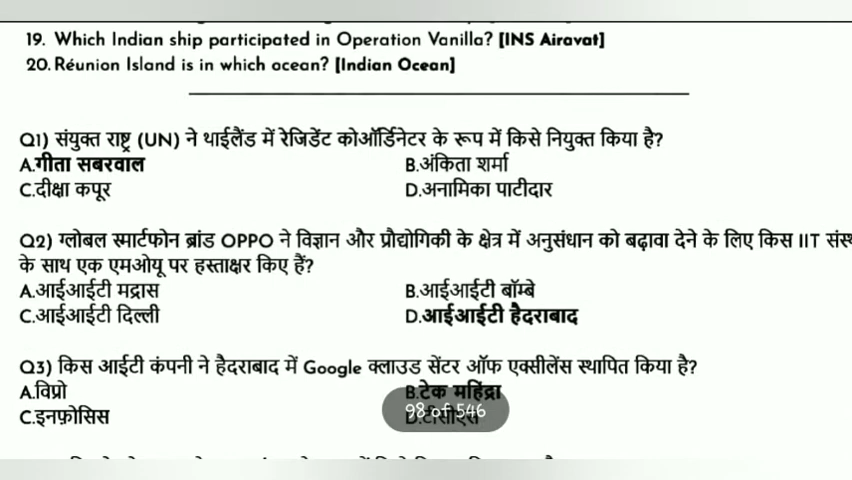 19. Which Indian ship participated in Operation Vanilla? [INS Airavat]
20. Réunion Island is in which ocean? [Indian Ocean]
Q1) संयुक्त राष्ट्र (UN) ने थाईलैंड में रेजिडेंट कोऑर्डिनेटर के रूप में किसे नियुक्त किया है?
A.गीता सबरवाल B.अंकिता शर्मा
C.दीक्षा कपूर D.अनामिका पाटीदार
Q2) ग्लोबल स्मार्टफोन ब्रांड OPPO ने विज्ञान और प्रौद्योगिकी के क्षेत्र में अनुसंधान को बढ़ावा देने के लिए किस IIT
के साथ एक एमओयू पर हस्ताक्षर किए हैं?
A.आईआईटी मद्रास B.आईआईटी बॉम्बे
C.आईआईटी दिल्ली D.आईआईटी हैदराबाद
Q3) किस आईटी कंपनी ने हैदराबाद में Google क्लाउड सेंटर ऑफ एक्सीलेंस स्थापित किया है?
A.विप्रो B.टेक महिंद्रा
C.इनफ़ोसिस D.टीसीएस
98 of 546